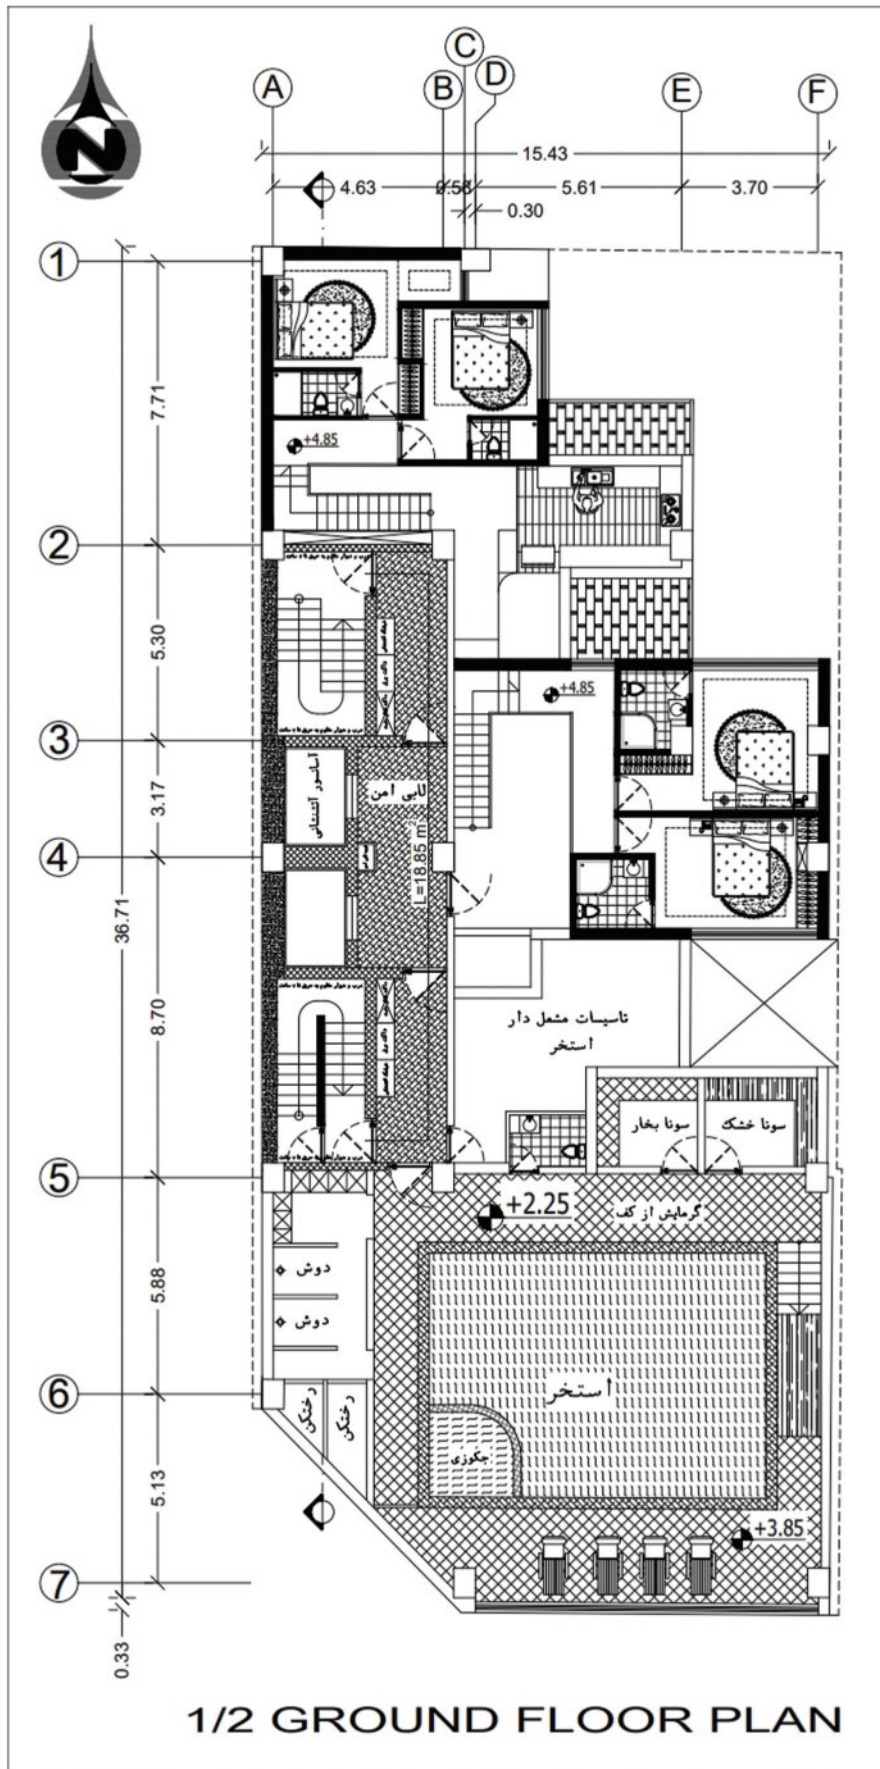 N
A
B
C
D
E
F
15.43
4.63
0.56
5.61
3.70
0.30
1
7.71
+4.85
2
5.30
+4.85
3
3.17
آسانسور آتشنشانی
لابی امن
L=18.85 m²
4
36.71
8.70
تاسیسات مشعل دار
استخر
سونا بخار
سونا خشک
5
+2.25
گرمایش از کف
5.88
دوش
دوش
استخر
6
رختکن
رختکن
جکوزی
5.13
+3.85
7
0.33
1/2 GROUND FLOOR PLAN